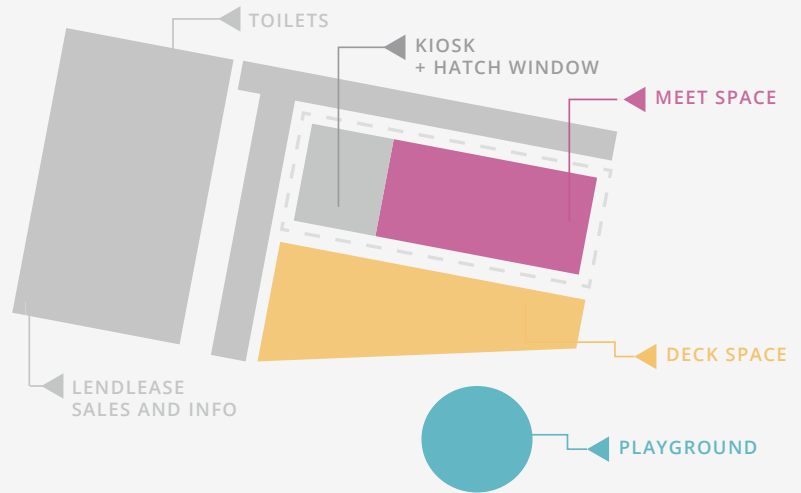 TOILETS
KIOSK
+ HATCH WINDOW
MEET SPACE
DECK SPACE
LENDLEASE
SALES AND INFO
PLAYGROUND